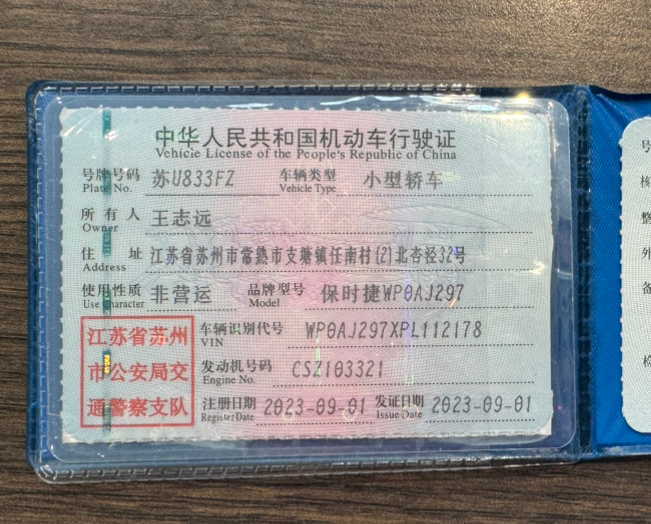 中华人民共和国机动车行驶证
Vehicle License of the People's Republic of China
号牌号码 苏U833FZ 车辆类型 小型轿车
Plate No. Vehicle Type
所有人 王志远
Owner
住址 江苏省苏州市常熟市支塘镇任南村(2)北杏径32号
Address
使用性质 非营运 品牌型号 保时捷WP0AJ297
Use Character Model
江苏省苏州
市公安局交
通警察支队
车辆识别代号 WP0AJ297XPL112178
VIN
发动机号码 CSZ103321
Engine No.
注册日期 2023-09-01 发证日期 2023-09-01
Register Date Issue Date
号
核
整
外
备
检